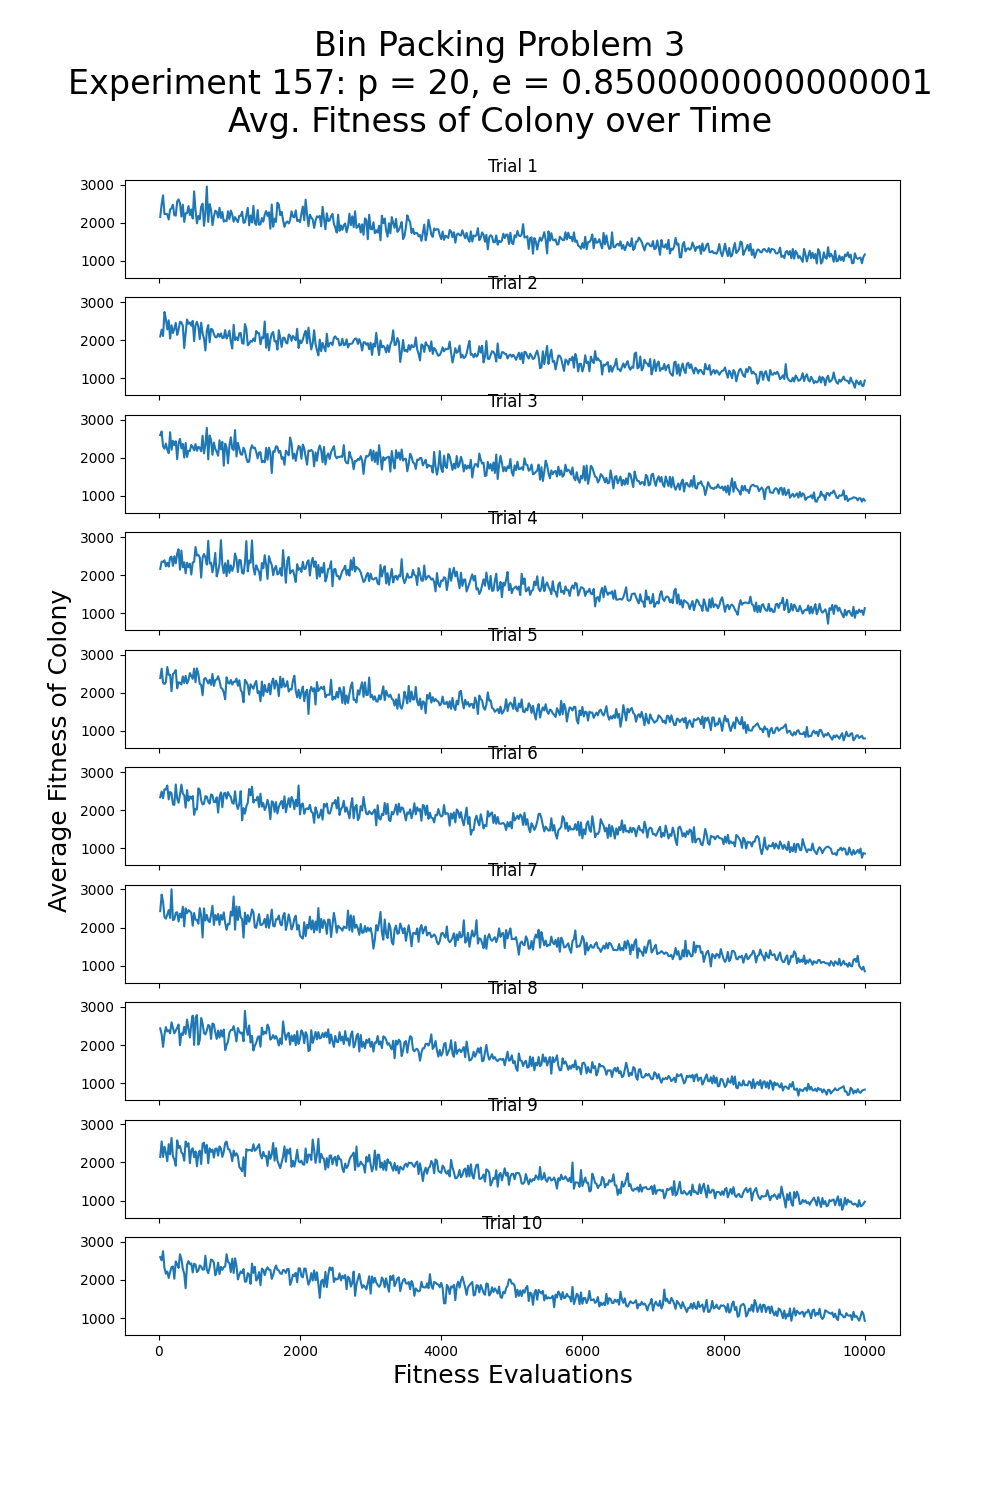 Bin Packing Problem 3
Experiment 157: p = 20, e = 0.8500000000000001
Avg. Fitness of Colony over Time
Trial 1
3000
2000
1000
Trial 2
3000
2000
1000
Trial 3
3000
2000
1000
Trial 4
3000
2000
1000
Trial 5
3000
2000
1000
Trial 6
3000
2000
1000
Trial 7
3000
2000
1000
Trial 8
3000
2000
1000
Trial 9
3000
2000
1000
Trial 10
3000
2000
1000
0 2000 4000 6000 8000 10000
Fitness Evaluations
Average Fitness of Colony